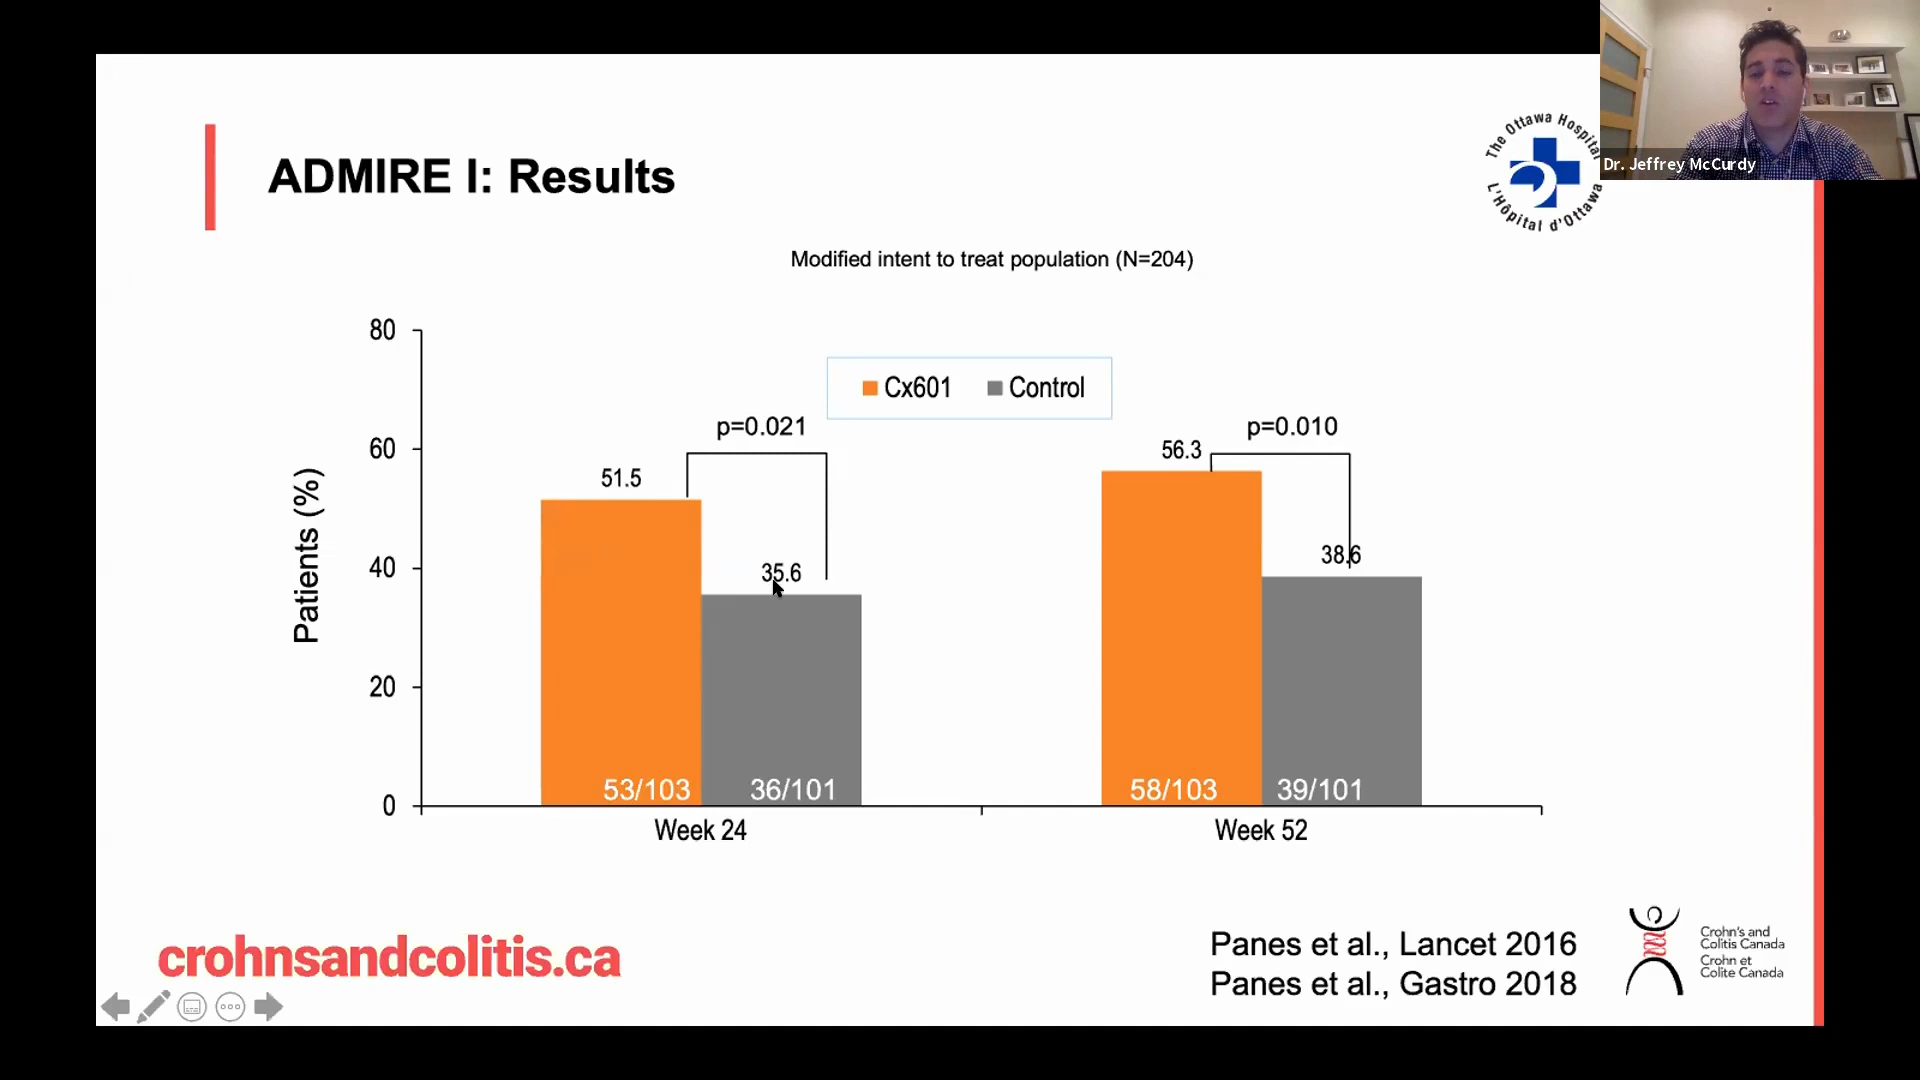 Dr. Jeffrey McCurdy
The Ottawa Hospital
L'Hôpital d'Ottawa
ADMIRE I: Results
Modified intent to treat population (N=204)
Patients (%)
80
60
40
20
0
Cx601 Control
p=0.021
p=0.010
51.5
35.6
56.3
38.6
53/103 36/101
58/103 39/101
Week 24
Week 52
crohnsandcolitis.ca
Panes et al., Lancet 2016
Panes et al., Gastro 2018
Crohn's and
Colitis Canada
Crohn et
Colite Canada